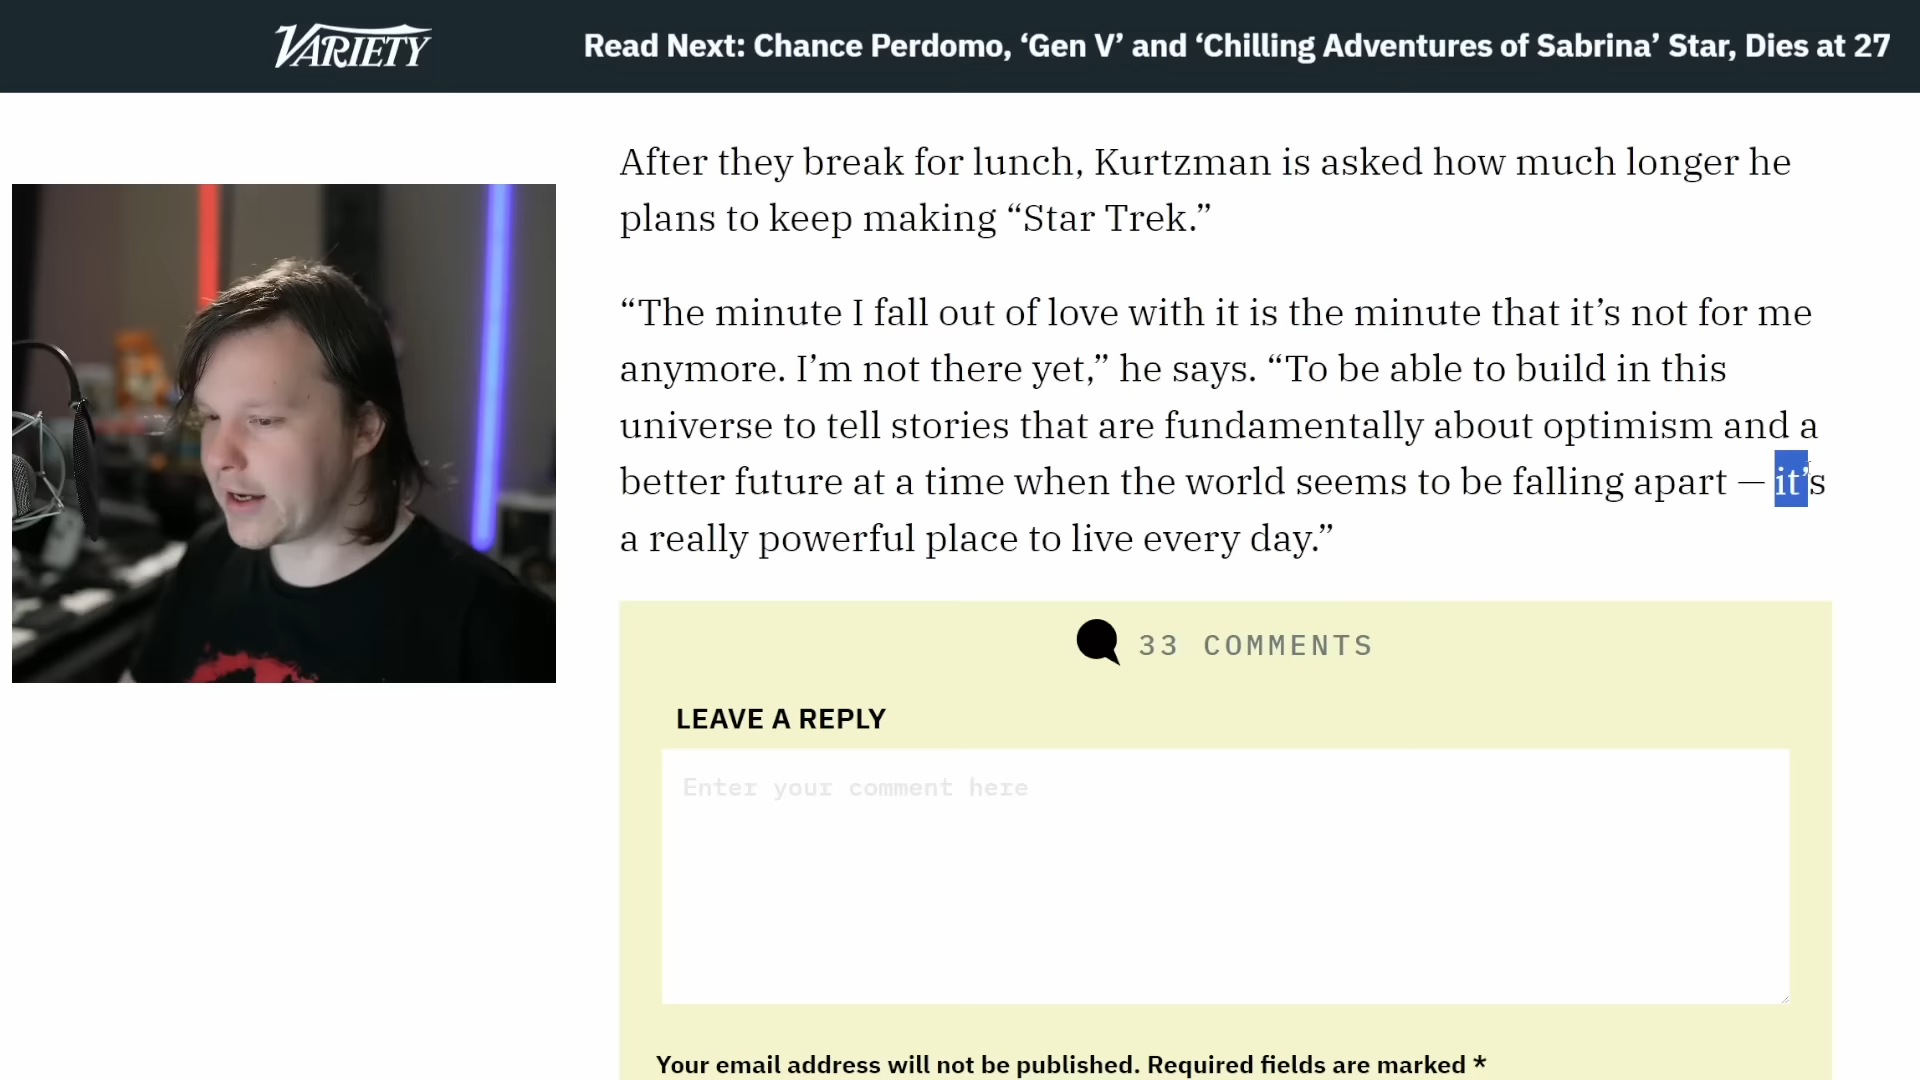 VARIETY
Read Next: Chance Perdomo, ‘Gen V’ and ‘Chilling Adventures of Sabrina’ Star, Dies at 27
After they break for lunch, Kurtzman is asked how much longer he
plans to keep making “Star Trek.”
“The minute I fall out of love with it is the minute that it’s not for me
anymore. I’m not there yet,” he says. “To be able to build in this
universe to tell stories that are fundamentally about optimism and a
better future at a time when the world seems to be falling apart — it’s
a really powerful place to live every day.”
33 COMMENTS
LEAVE A REPLY
Enter your comment here
Your email address will not be published. Required fields are marked *